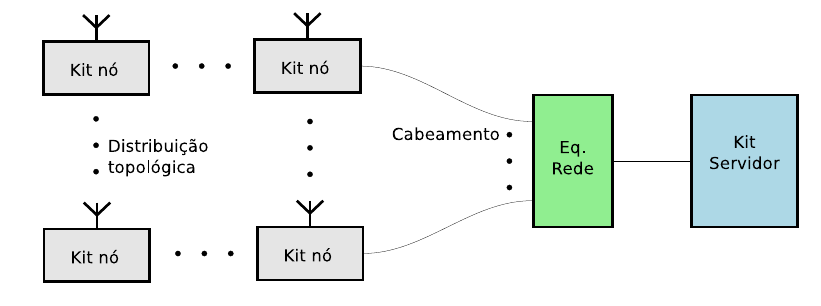 Kit nó
Kit nó
Distribuição
topológica
Cabeamento
Eq.
Rede
Kit
Servidor
Kit nó
Kit nó